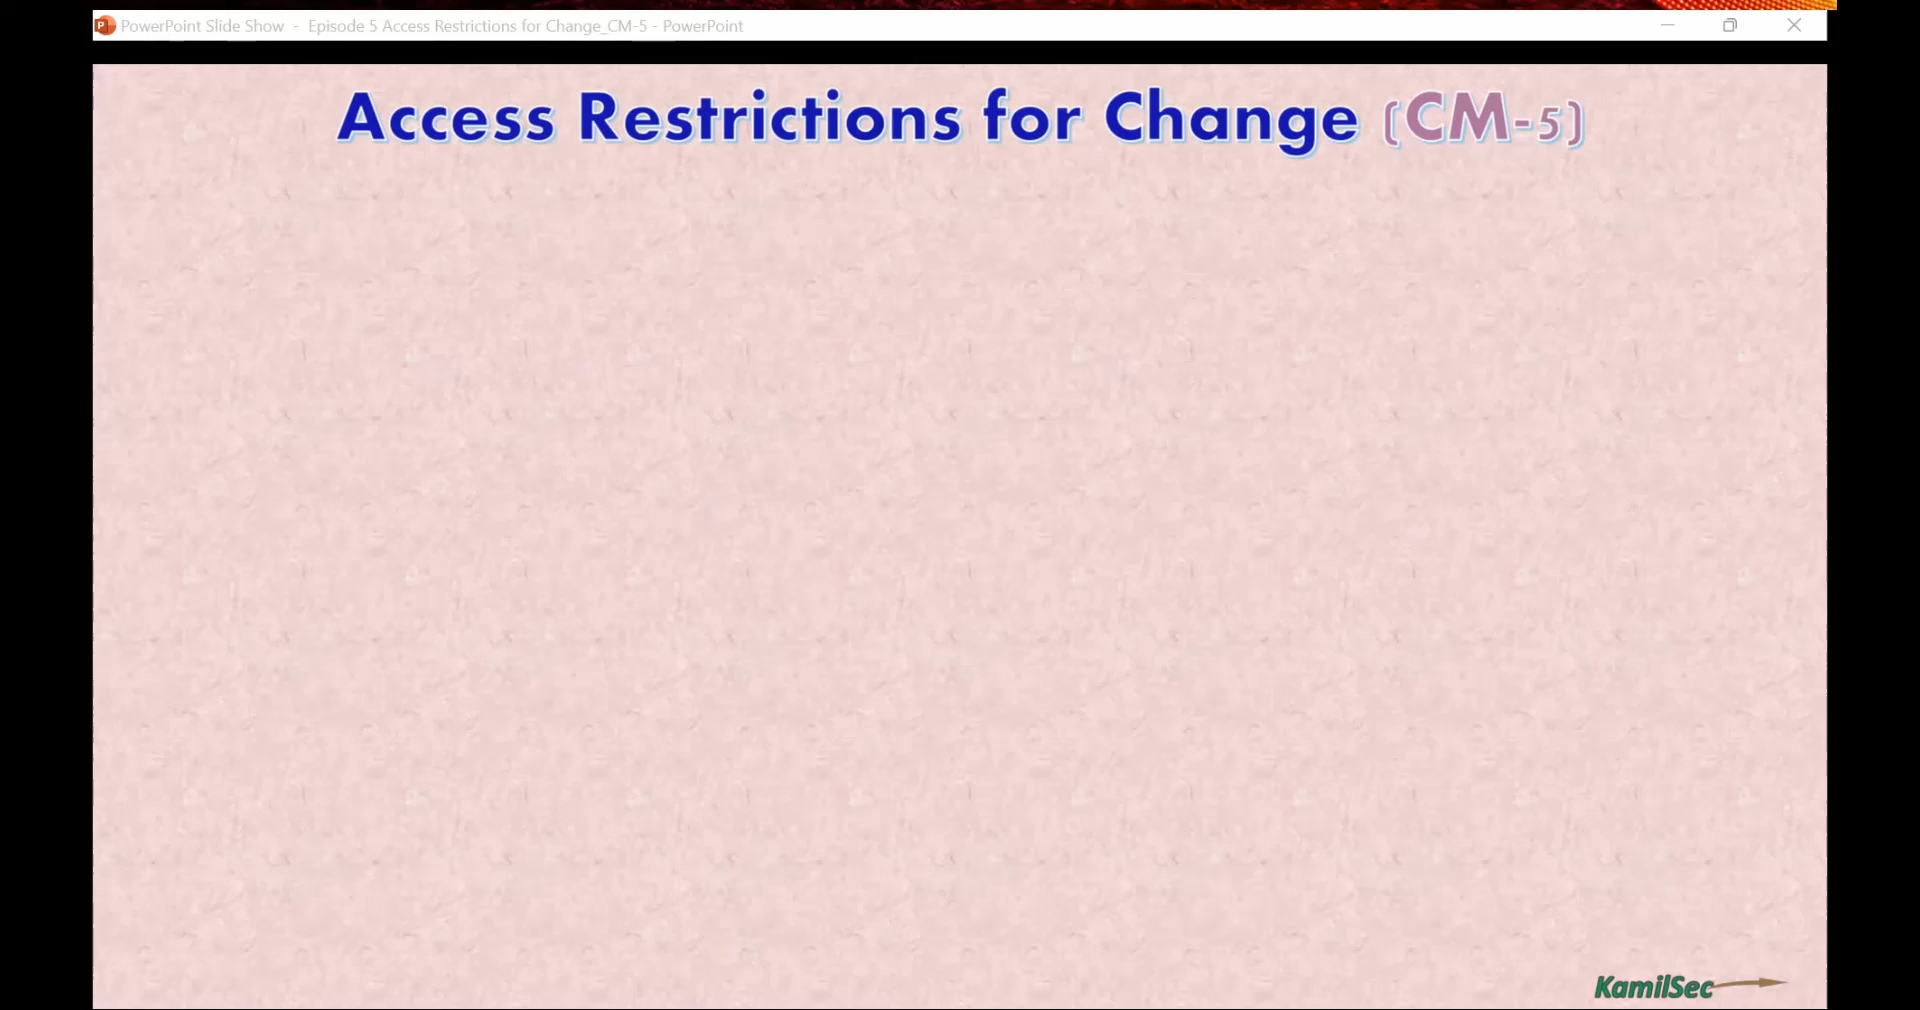 PowerPoint Slide Show - Episode 5 Access Restrictions for Change_CM-5 - PowerPoint
Access Restrictions for Change (CM-5)
KamilSec